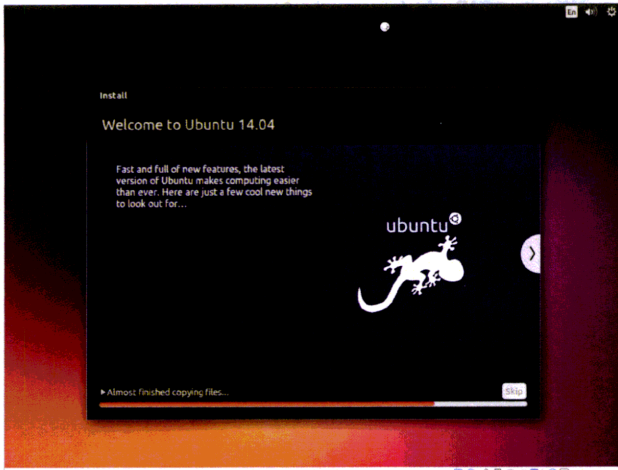 En
Install
Welcome to Ubuntu 14.04
Fast and full of new features, the latest
version of Ubuntu makes computing easier
than ever. Here are just a few cool new things
to look out for...
ubuntu
Almost finished copying files...
Skip